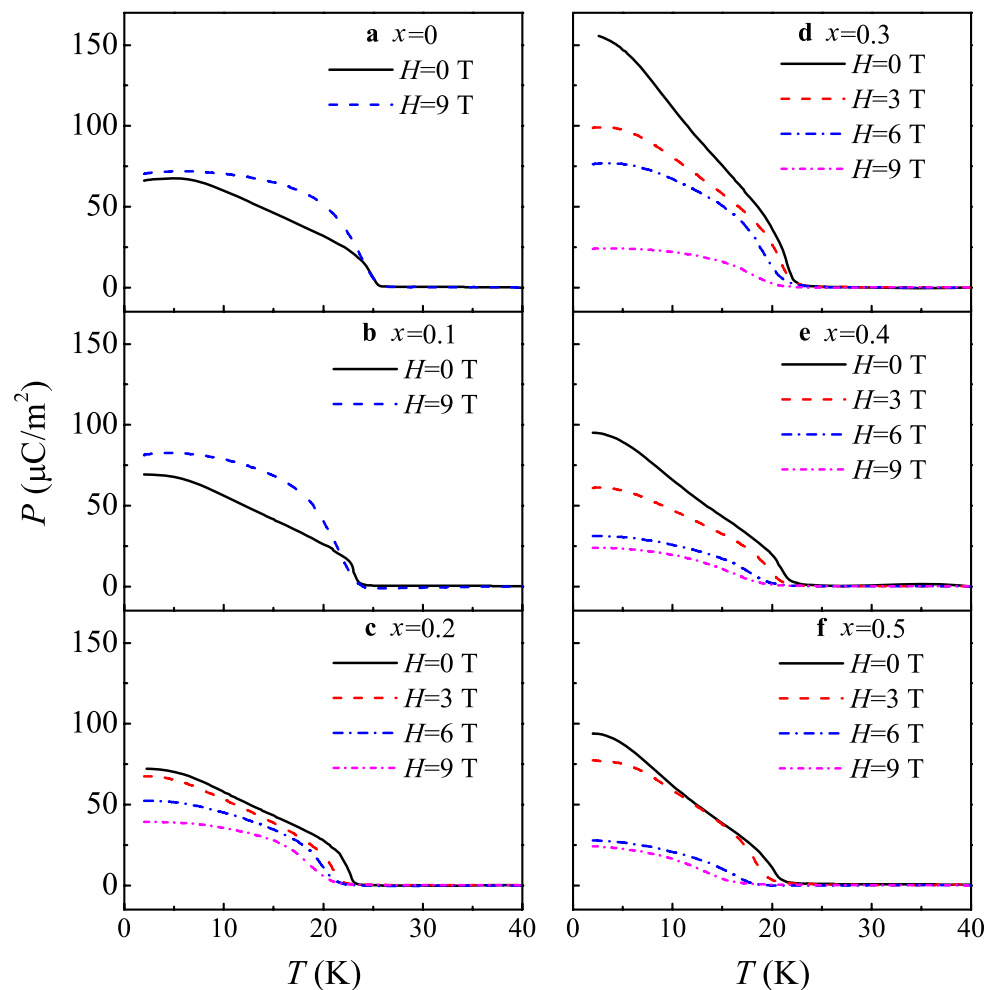 a x=0
H=0 T
H=9 T
150
100
50
0
b x=0.1
H=0 T
H=9 T
150
100
50
0
c x=0.2
H=0 T
H=3 T
H=6 T
H=9 T
150
100
50
0
0 10 20 30 40
T (K)
P (μC/m²)
d x=0.3
H=0 T
H=3 T
H=6 T
H=9 T
e x=0.4
H=0 T
H=3 T
H=6 T
H=9 T
f x=0.5
H=0 T
H=3 T
H=6 T
H=9 T
0 10 20 30 40
T (K)